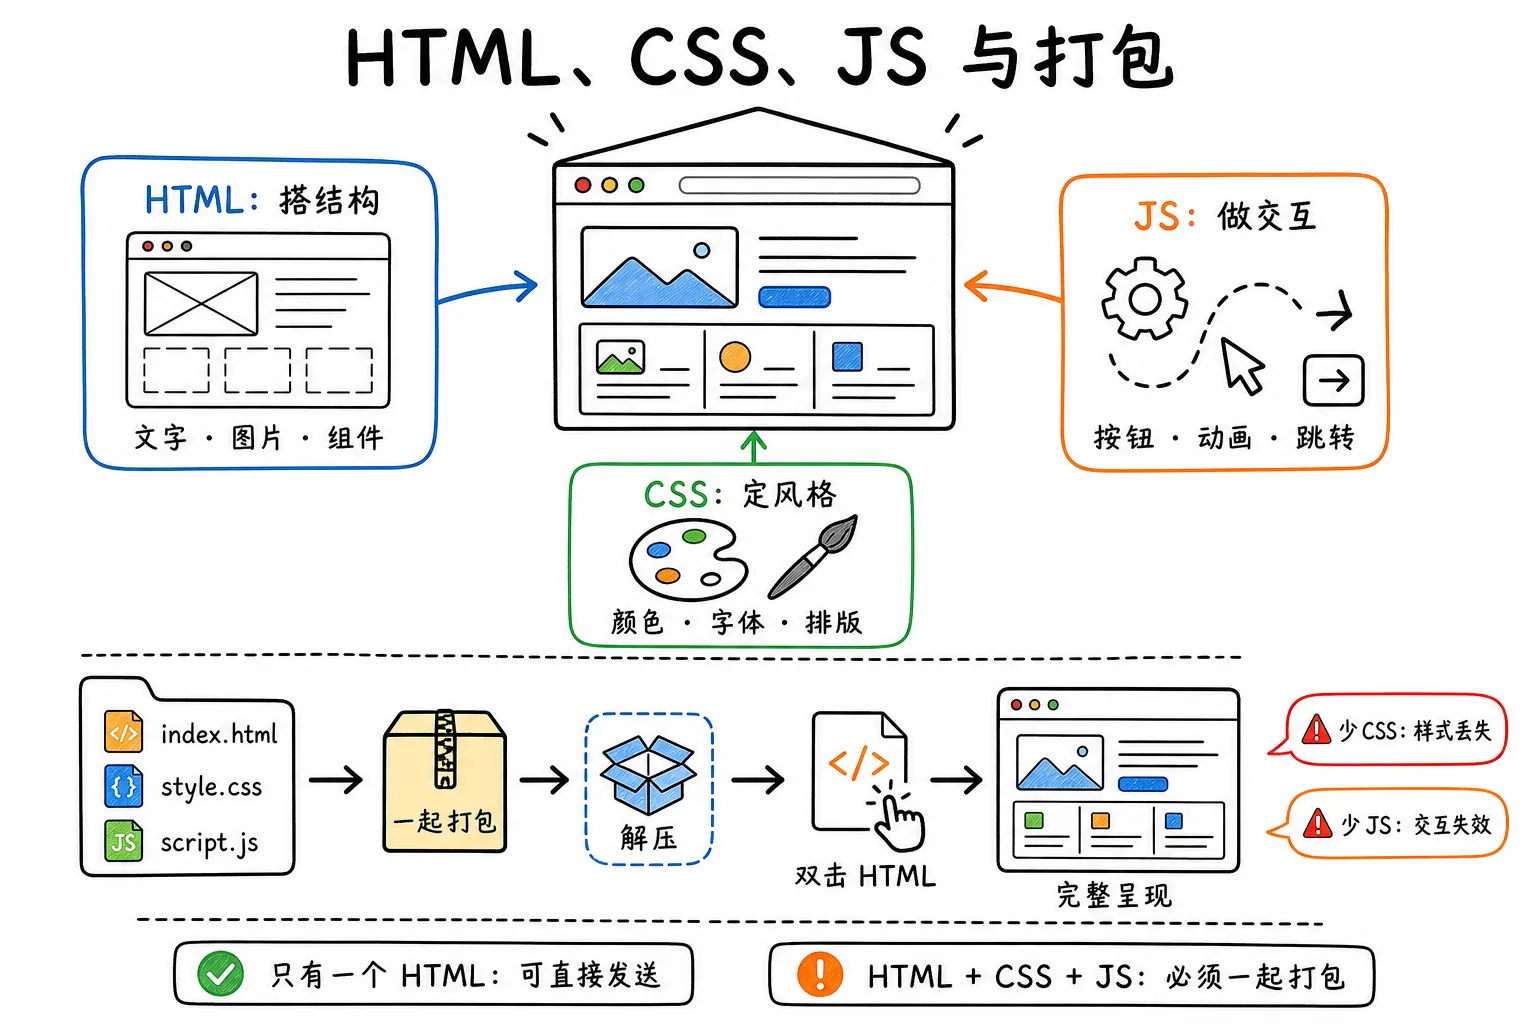 HTML、CSS、JS 与打包
HTML：搭结构
文字 · 图片 · 组件
JS：做交互
按钮 · 动画 · 跳转
CSS：定风格
颜色 · 字体 · 排版
</>
index.html
{ }
style.css
JS
script.js
一起打包
解压
</>
双击 HTML
完整呈现
少 CSS：样式丢失
少 JS：交互失效
只有一个 HTML：可直接发送
HTML + CSS + JS：必须一起打包